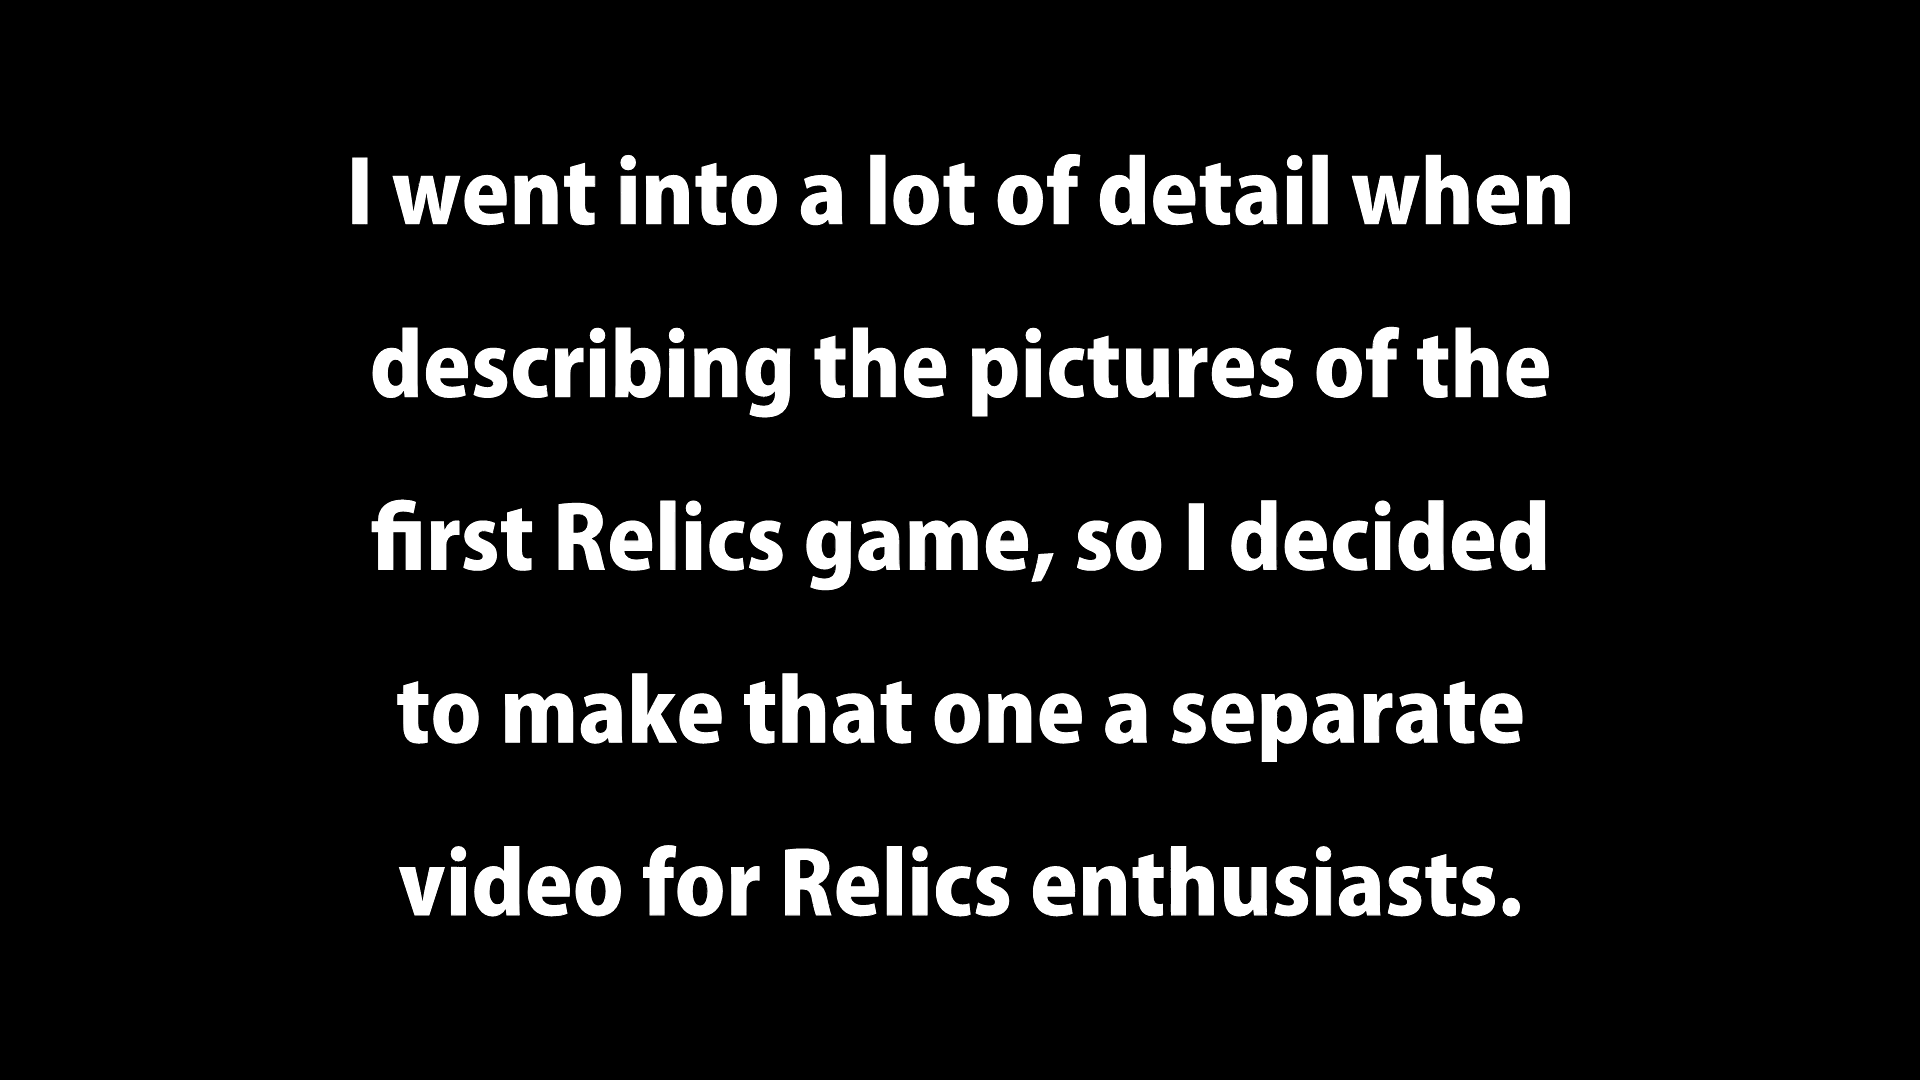 I went into a lot of detail when
describing the pictures of the
first Relics game, so I decided
to make that one a separate
video for Relics enthusiasts.